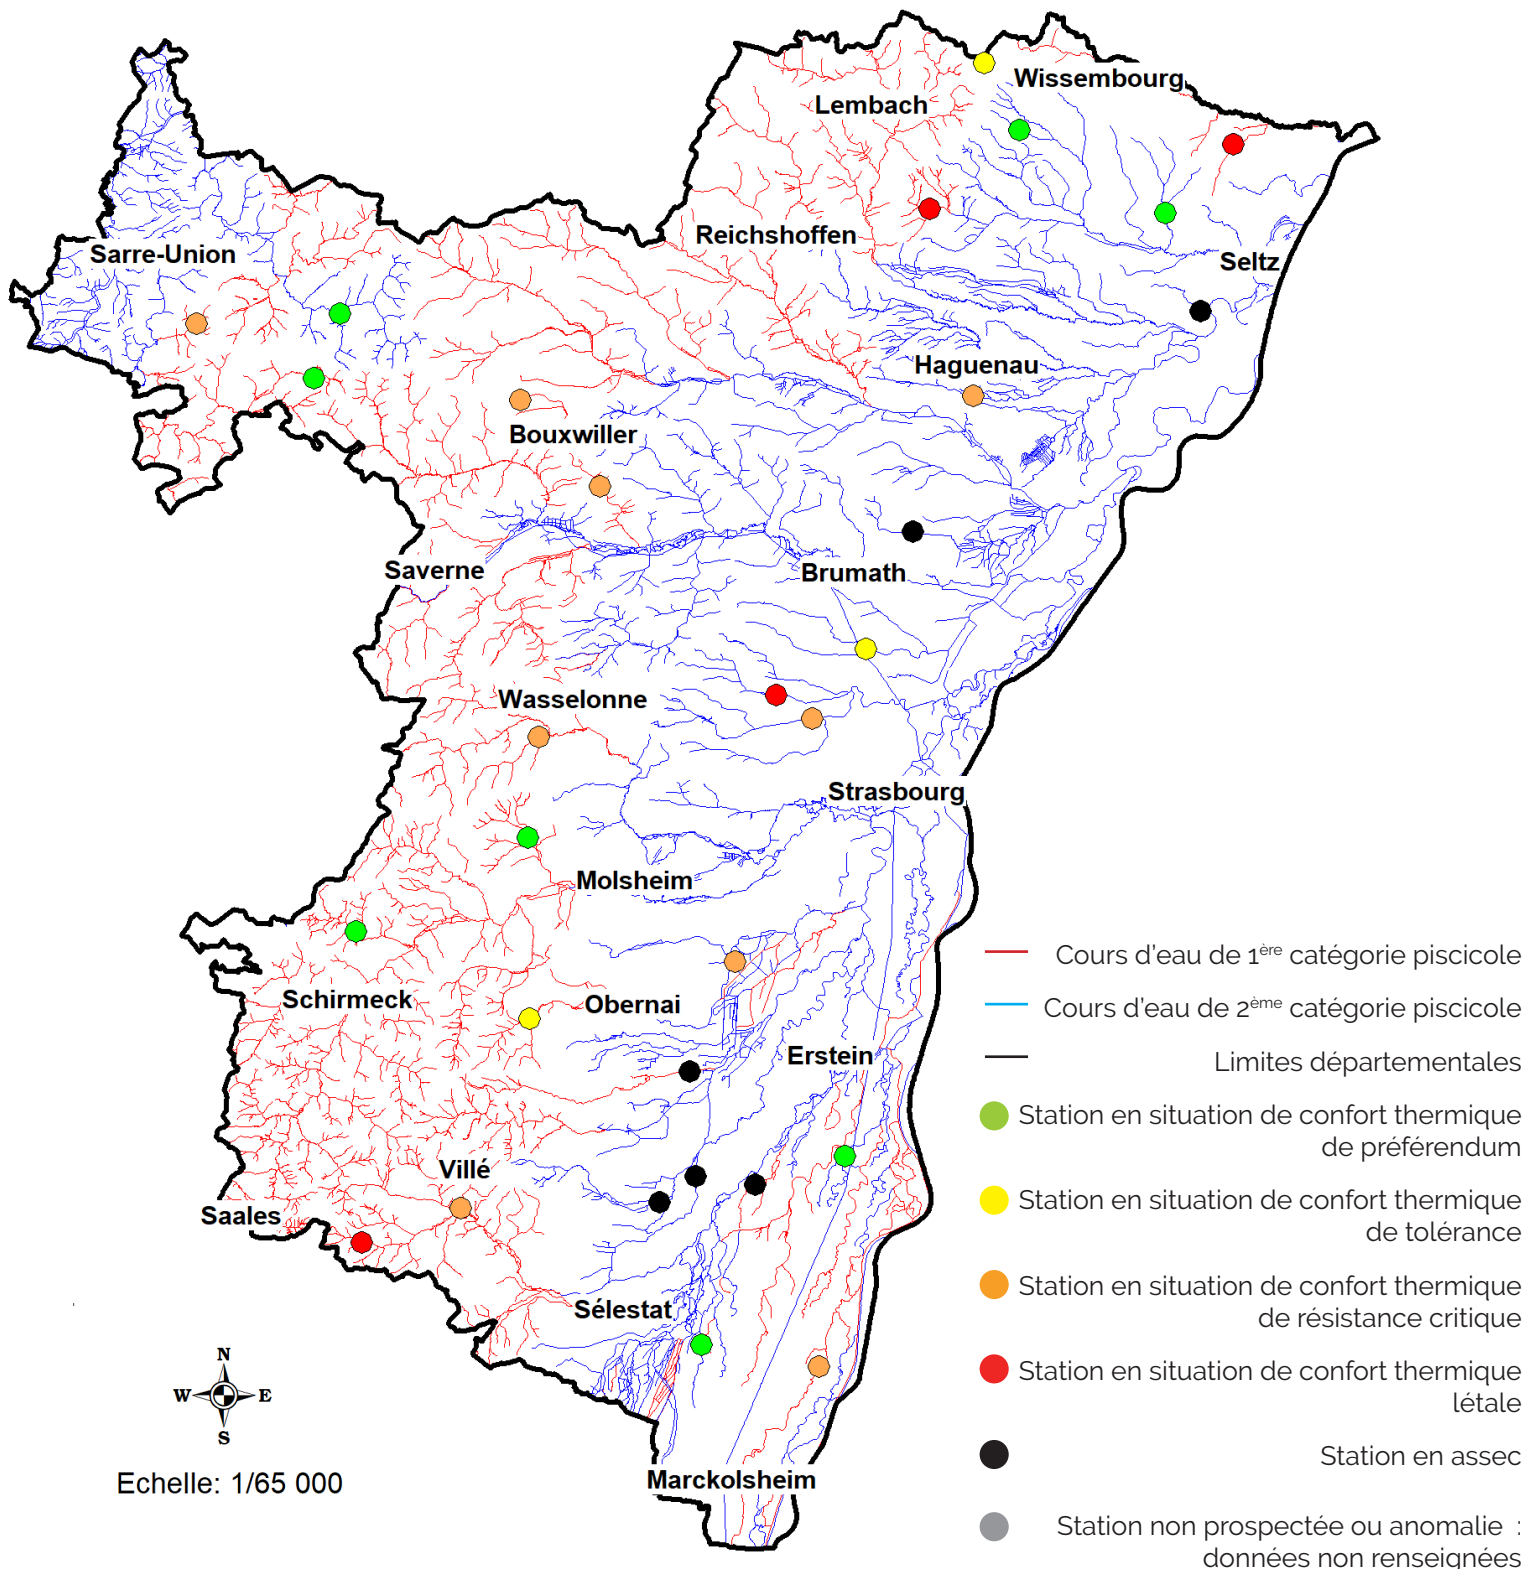 Wissembourg
Lembach
Reichshoffen
Sarre-Union
Seltz
Haguenau
Bouxwiller
Saverne
Brumath
Wasselonne
Strasbourg
Molsheim
Schirmeck
Obernai
Erstein
Villé
Saales
Sélestat
Marckolsheim
N
W E
S
Echelle: 1/65 000
Cours d'eau de 1ère catégorie piscicole
Cours d'eau de 2ème catégorie piscicole
Limites départementales
Station en situation de confort thermique
de préférendum
Station en situation de confort thermique
de tolérance
Station en situation de confort thermique
de résistance critique
Station en situation de confort thermique
létale
Station en assec
Station non prospectée ou anomalie :
données non renseignées